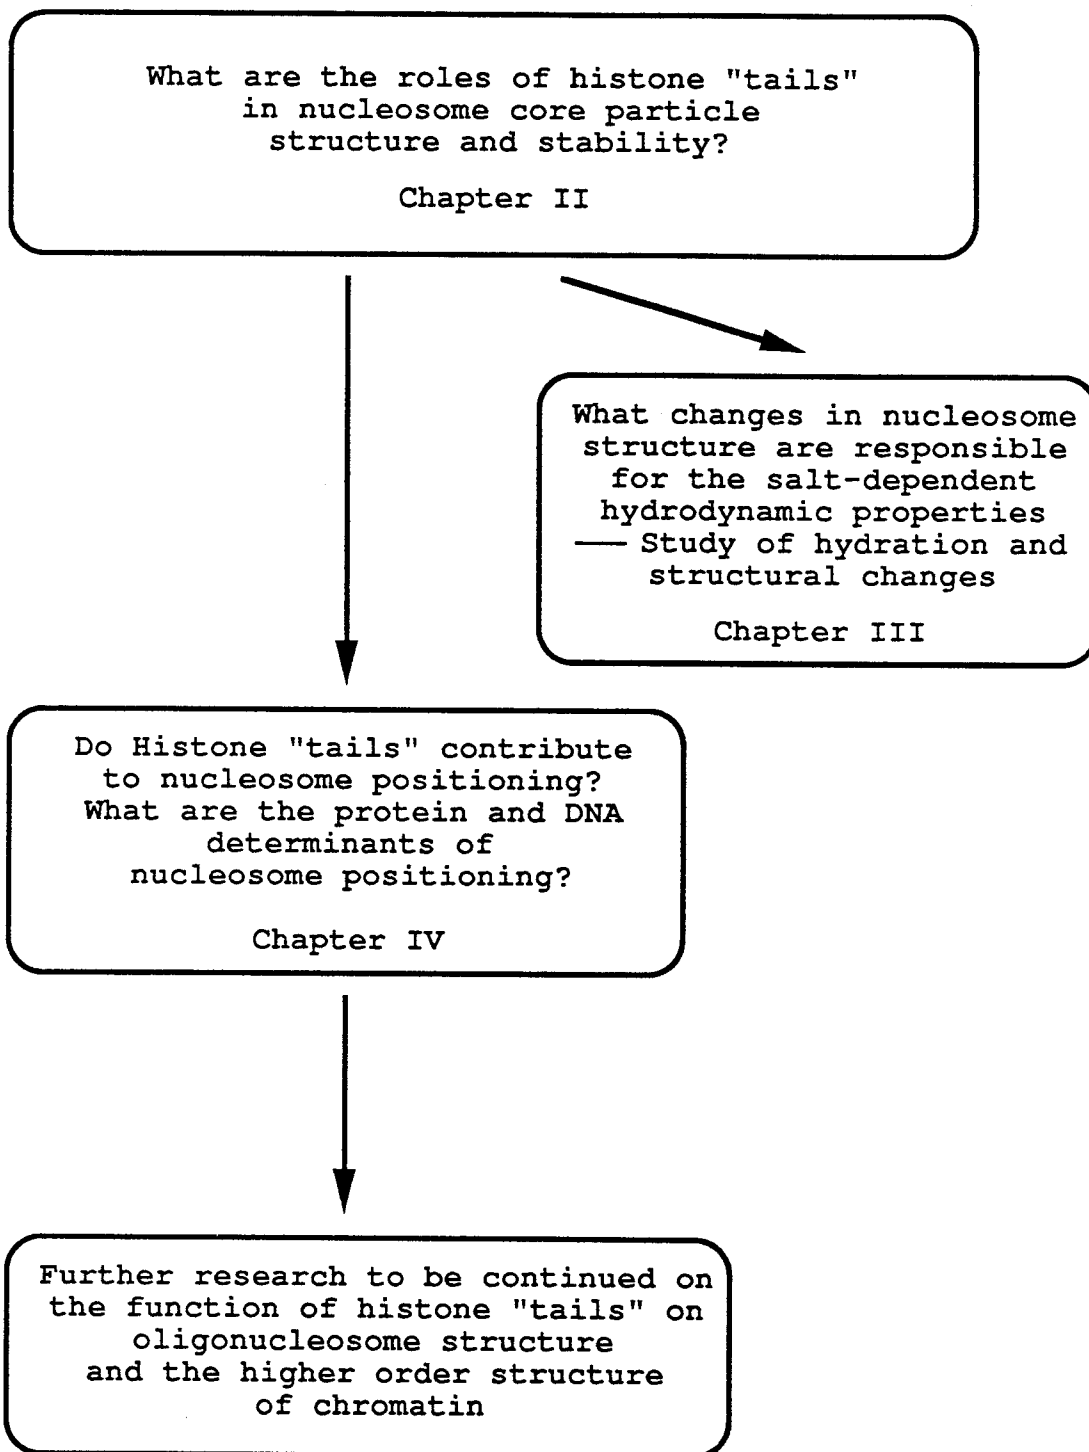 What are the roles of histone "tails"
in nucleosome core particle
structure and stability?
Chapter II
What changes in nucleosome
structure are responsible
for the salt-dependent
hydrodynamic properties
— Study of hydration and
structural changes
Chapter III
Do Histone "tails" contribute
to nucleosome positioning?
What are the protein and DNA
determinants of
nucleosome positioning?
Chapter IV
Further research to be continued on
the function of histone "tails" on
oligonucleosome structure
and the higher order structure
of chromatin